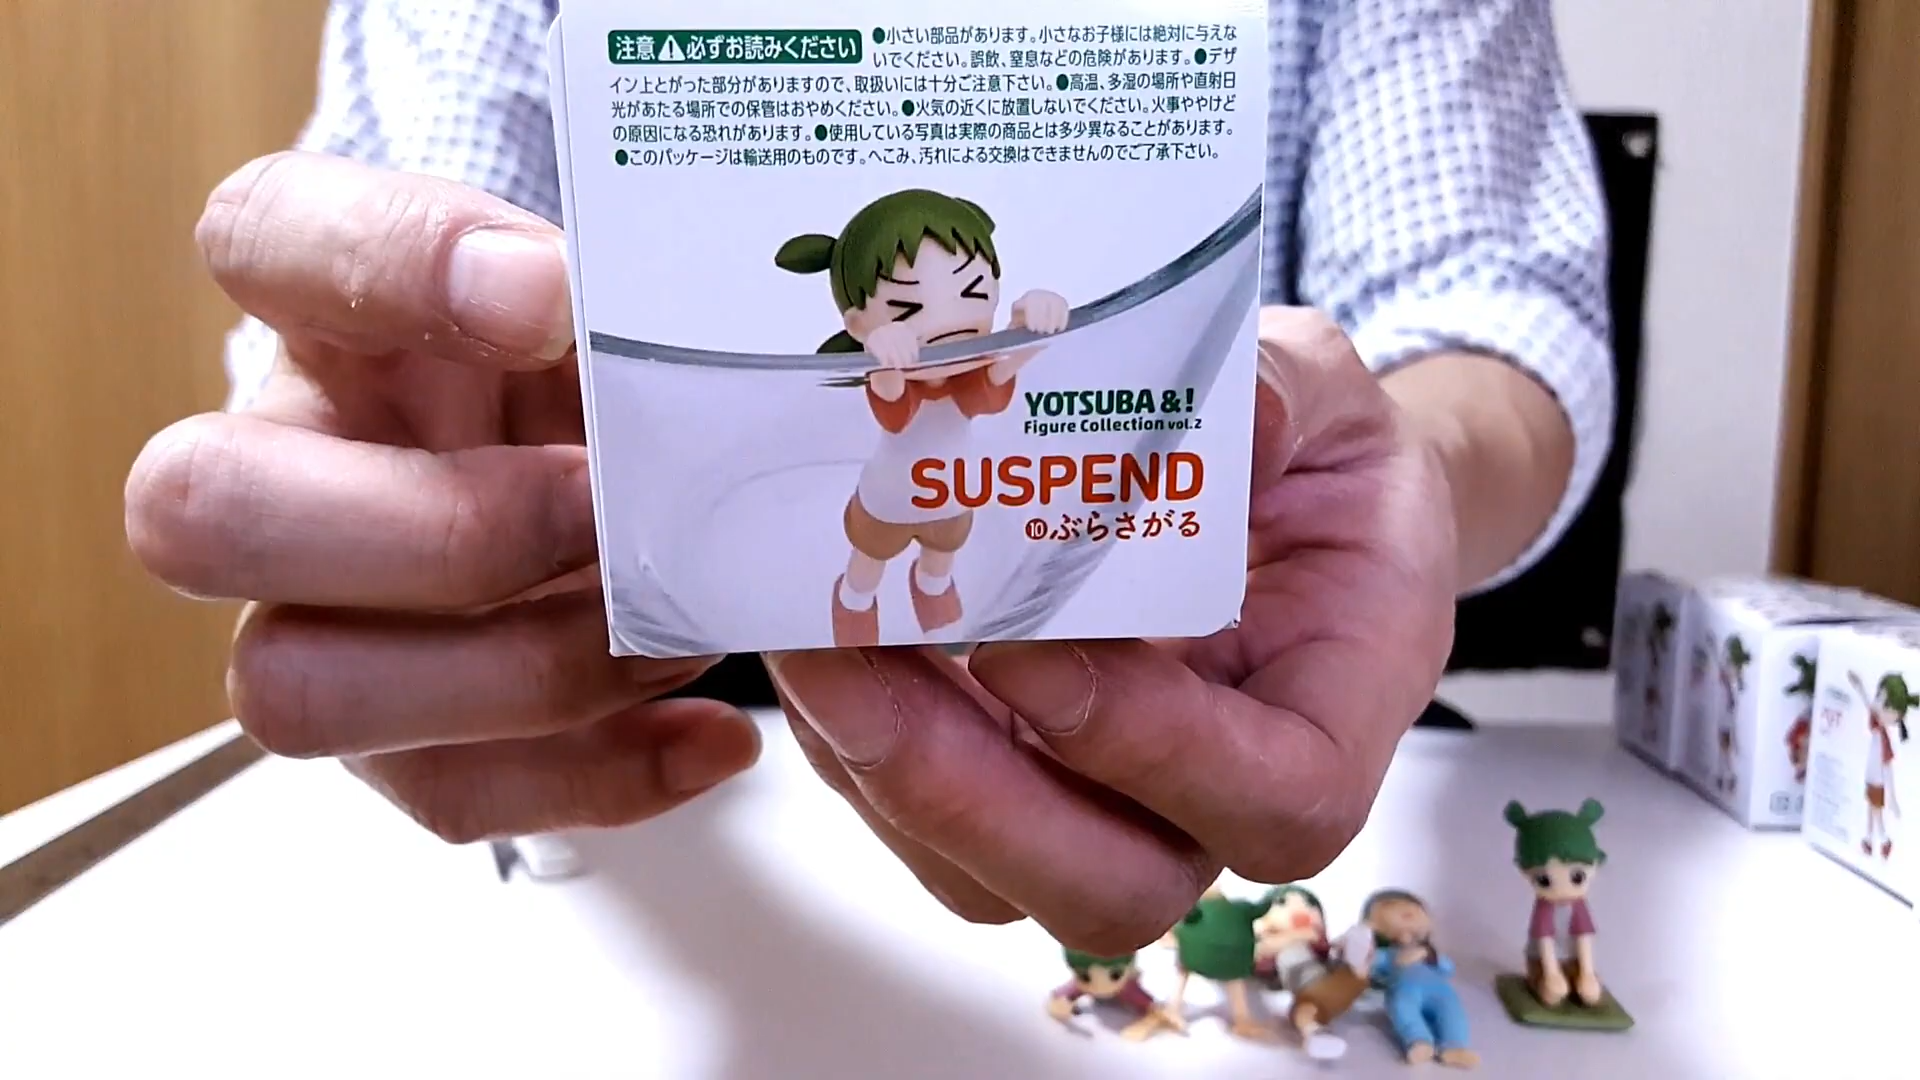 注意⚠必ずお読みください ●小さい部品があります。小さなお子様には絶対に与えな
いでください。誤飲、窒息などの危険があります。●デザ
イン上とがった部分がありますので、取扱いには十分ご注意下さい。●高温、多湿の場所や直射日
光があたる場所での保管はおやめください。●火気の近くに放置しないでください。火事ややけど
の原因になる恐れがあります。●使用している写真は実際の商品とは多少異なることがあります。
●このパッケージは輸送用のものです。へこみ、汚れによる交換はできませんのでご了承下さい。
YOTSUBA &!
Figure Collection vol.2
SUSPEND
⑩ぶらさがる